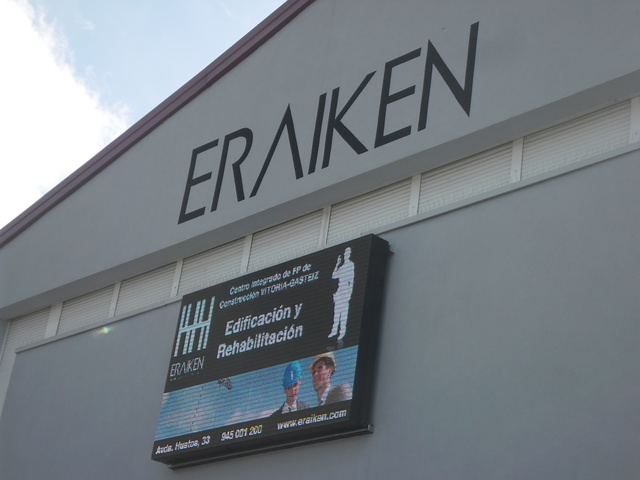 ERAIKEN
Centro Integrado de FP de
Construcción VITORIA-GASTEIZ
Edificación y
Rehabilitación
ERAIKEN
Avda. Huetos, 33 945 001 200 www.eraiken.com